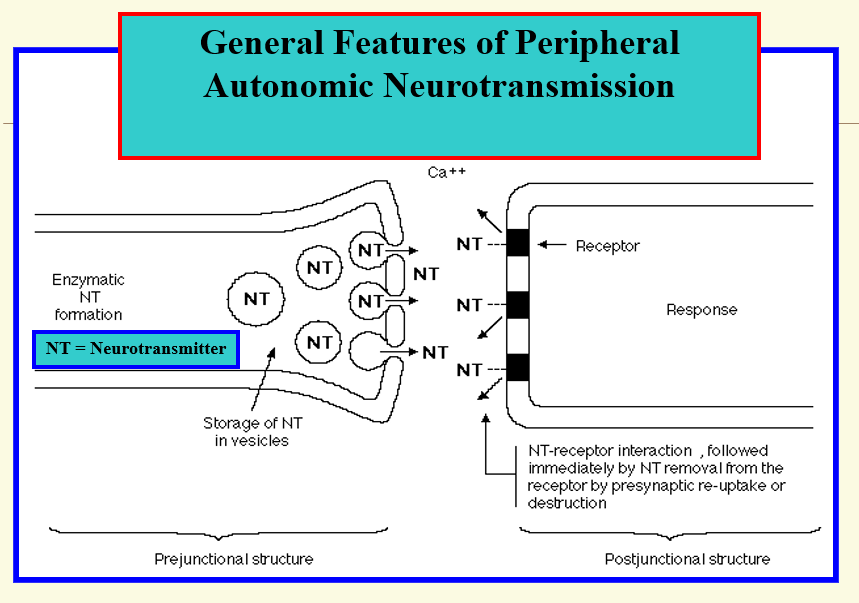 General Features of Peripheral
Autonomic Neurotransmission
Ca++
NT
NT
NT
NT
NT
NT
NT
NT
NT
NT
Receptor
Enzymatic
NT
formation
Response
NT = Neurotransmitter
Storage of NT
in vesicles
NT-receptor interaction , followed
immediately by NT removal from the
receptor by presynaptic re-uptake or
destruction
Prejunctional structure
Postjunctional structure